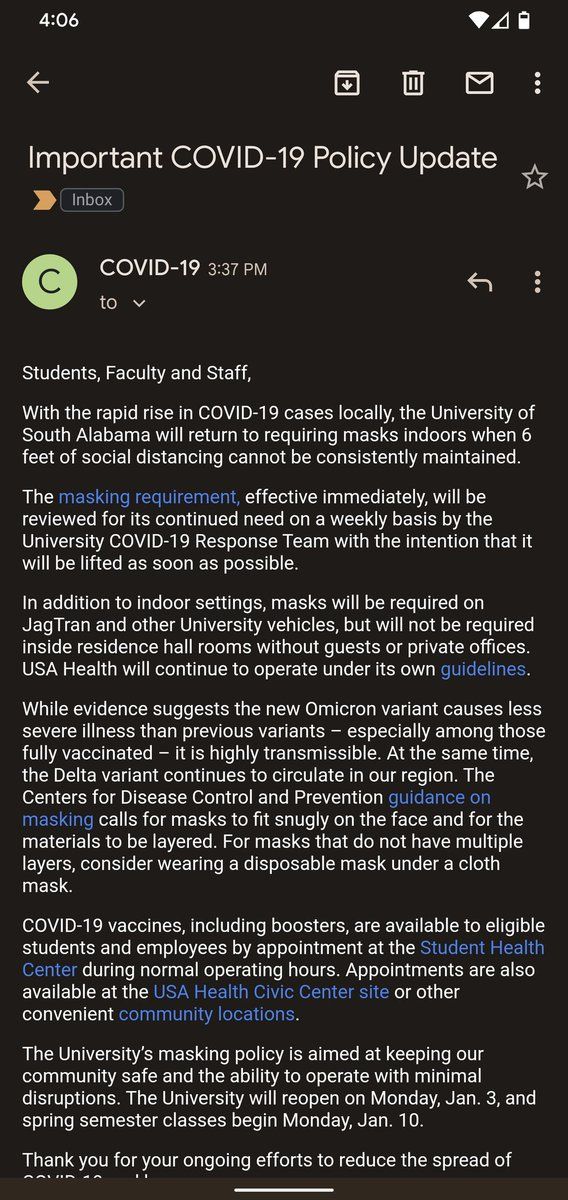 4:06
Important COVID-19 Policy Update
Inbox
C
COVID-19 3:37 PM
to
Students, Faculty and Staff,
With the rapid rise in COVID-19 cases locally, the University of
South Alabama will return to requiring masks indoors when 6
feet of social distancing cannot be consistently maintained.
The masking requirement, effective immediately, will be
reviewed for its continued need on a weekly basis by the
University COVID-19 Response Team with the intention that it
will be lifted as soon as possible.
In addition to indoor settings, masks will be required on
JagTran and other University vehicles, but will not be required
inside residence hall rooms without guests or private offices.
USA Health will continue to operate under its own guidelines.
While evidence suggests the new Omicron variant causes less
severe illness than previous variants – especially among those
fully vaccinated – it is highly transmissible. At the same time,
the Delta variant continues to circulate in our region. The
Centers for Disease Control and Prevention guidance on
masking calls for masks to fit snugly on the face and for the
materials to be layered. For masks that do not have multiple
layers, consider wearing a disposable mask under a cloth
mask.
COVID-19 vaccines, including boosters, are available to eligible
students and employees by appointment at the Student Health
Center during normal operating hours. Appointments are also
available at the USA Health Civic Center site or other
convenient community locations.
The University's masking policy is aimed at keeping our
community safe and the ability to operate with minimal
disruptions. The University will reopen on Monday, Jan. 3, and
spring semester classes begin Monday, Jan. 10.
Thank you for your ongoing efforts to reduce the spread of
COVID-19